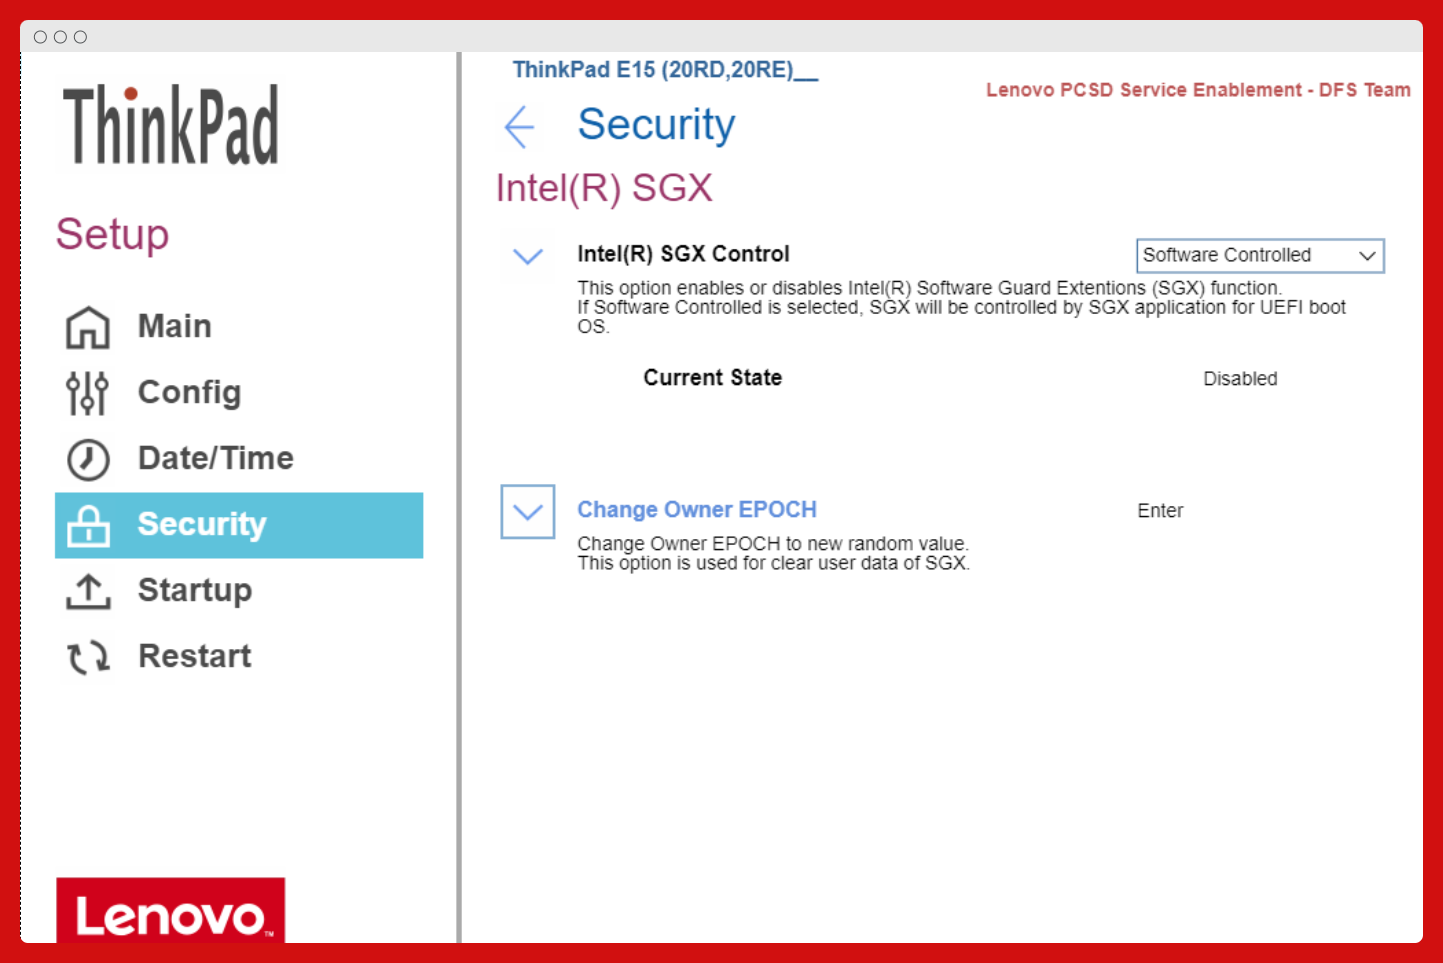 ThinkPad
Setup
Main
Config
Date/Time
Security
Startup
Restart
Lenovo™
ThinkPad E15 (20RD,20RE)__
Lenovo PCSD Service Enablement - DFS Team
Security
Intel(R) SGX
Intel(R) SGX Control
Software Controlled
This option enables or disables Intel(R) Software Guard Extentions (SGX) function.
If Software Controlled is selected, SGX will be controlled by SGX application for UEFI boot
OS.
Current State
Disabled
Change Owner EPOCH
Enter
Change Owner EPOCH to new random value.
This option is used for clear user data of SGX.